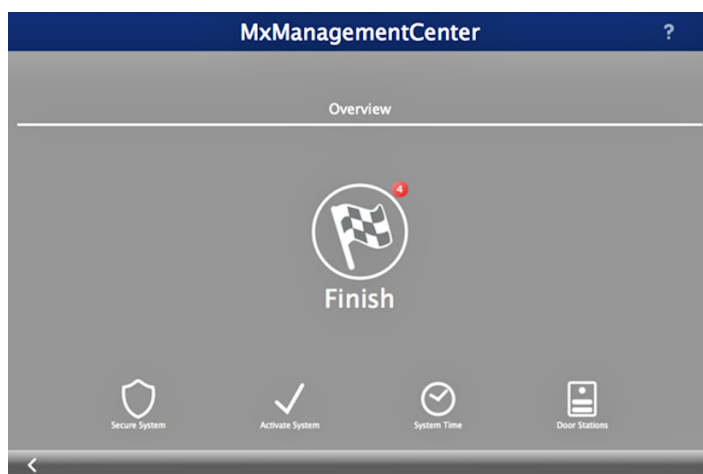 MxManagementCenter ?
Overview
4
Finish
Secure System Activate System System Time Door Stations